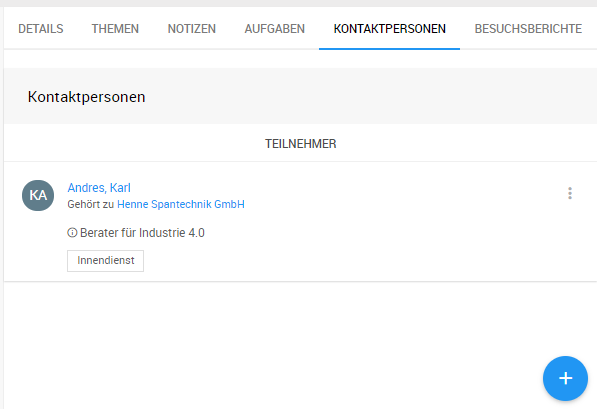 DETAILS THEMEN NOTIZEN AUFGABEN KONTAKTPERSONEN BESUCHSBERICHTE
Kontaktpersonen
TEILNEHMER
KA
Andres, Karl
Gehört zu Henne Spantechnik GmbH
Berater für Industrie 4.0
Innendienst